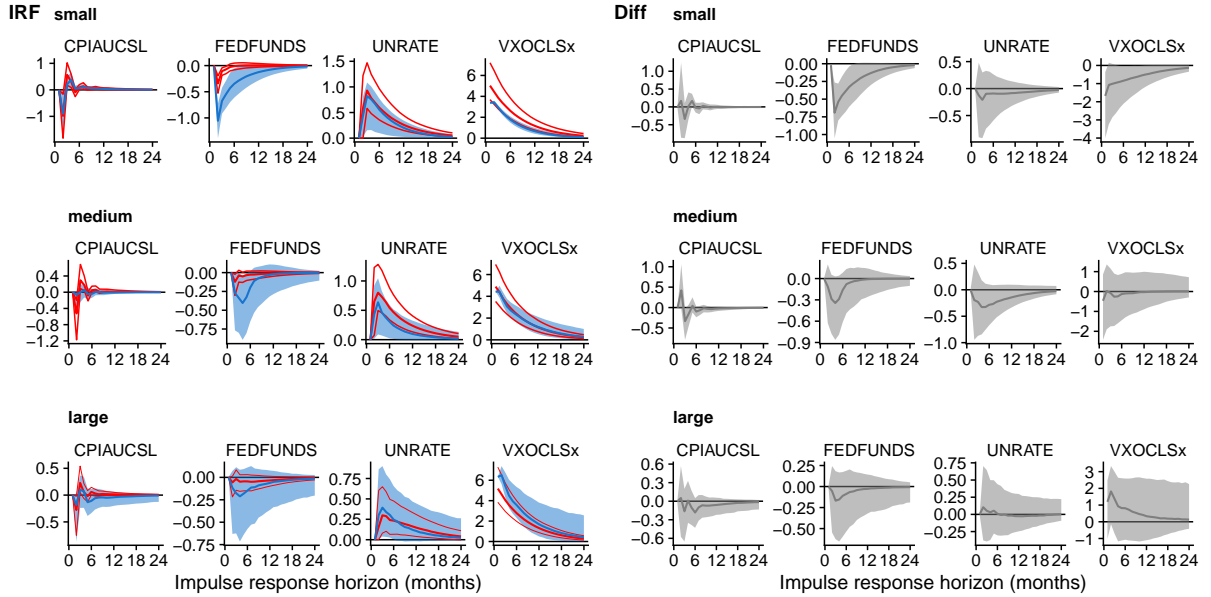 IRF small
Diff small
CPIAUCSL FEDFUNDS UNRATE VXOCLSx
CPIAUCSL FEDFUNDS UNRATE VXOCLSx
1
0
−1
0 6 12 18 24
0.0
−0.5
−1.0
0 6 12 18 24
1.5
1.0
0.5
0.0
0 6 12 18 24
6
4
2
0
0 6 12 18 24
1.0
0.5
0.0
−0.5
0 6 12 18 24
0.00
−0.25
−0.50
−0.75
−1.00
0 6 12 18 24
0.5
0.0
−0.5
0 6 12 18 24
0
−1
−2
−3
−4
0 6 12 18 24
medium
medium
CPIAUCSL FEDFUNDS UNRATE VXOCLSx
CPIAUCSL FEDFUNDS UNRATE VXOCLSx
0.4
0.0
−0.4
−0.8
−1.2
0 6 12 18 24
0.00
−0.25
−0.50
−0.75
0 6 12 18 24
1.0
0.5
0.0
0 6 12 18 24
6
4
2
0
0 6 12 18 24
1.0
0.5
0.0
−0.5
0 6 12 18 24
0.0
−0.3
−0.6
−0.9
0 6 12 18 24
0.5
0.0
−0.5
−1.0
0 6 12 18 24
1
0
−1
−2
0 6 12 18 24
large
large
CPIAUCSL FEDFUNDS UNRATE VXOCLSx
CPIAUCSL FEDFUNDS UNRATE VXOCLSx
0.5
0.0
−0.5
0 6 12 18 24
0.00
−0.25
−0.50
−0.75
0 6 12 18 24
0.75
0.50
0.25
0.00
0 6 12 18 24
6
4
2
0
0 6 12 18 24
0.6
0.3
0.0
−0.3
−0.6
0 6 12 18 24
0.25
0.00
−0.25
−0.50
0 6 12 18 24
0.75
0.50
0.25
0.00
−0.25
0 6 12 18 24
3
2
1
0
−1
0 6 12 18 24
Impulse response horizon (months)
Impulse response horizon (months)